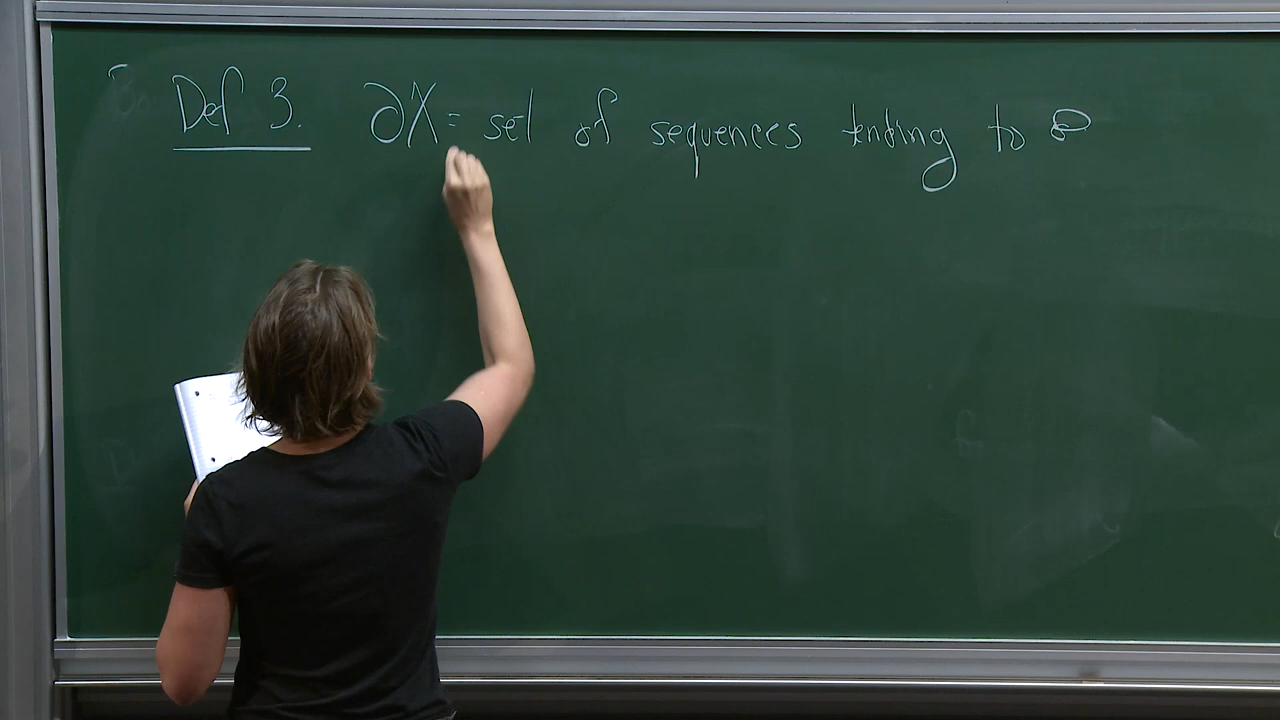 Def 3. ∂X = set of sequences tending to ∞